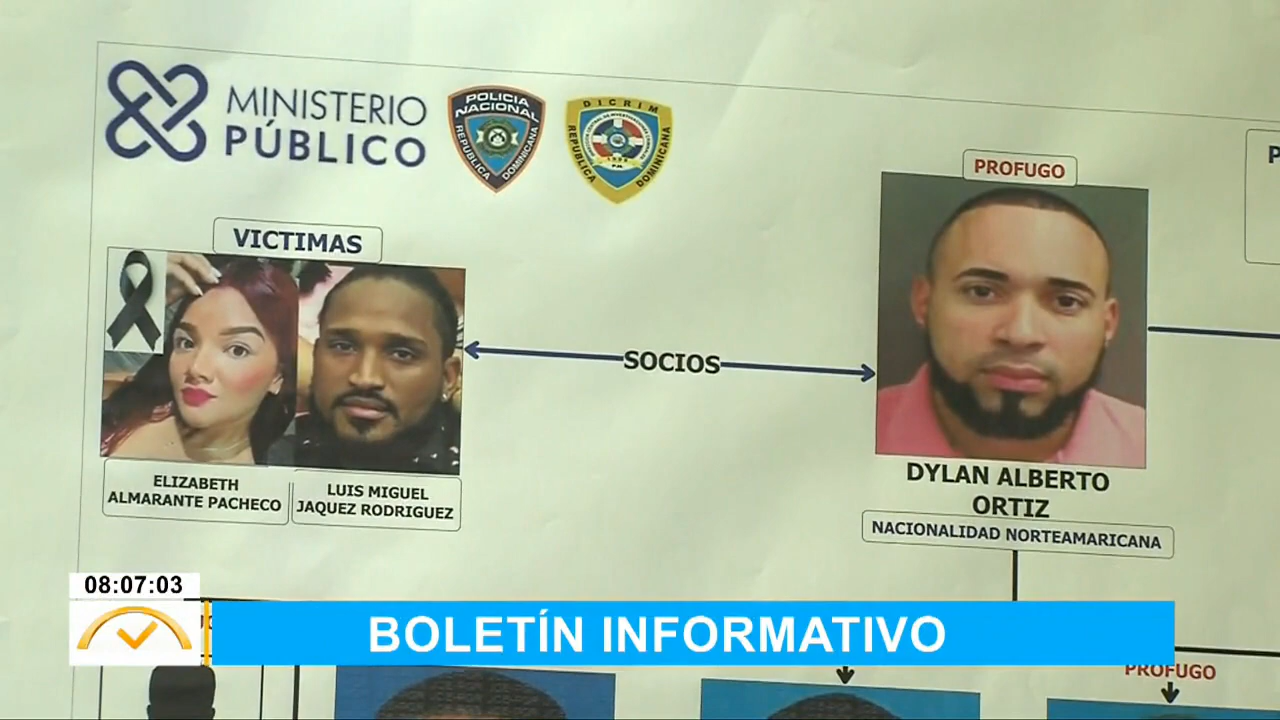 MINISTERIO
PÚBLICO
POLICIA
NACIONAL
REPUBLICA
DOMINICANA
DICRIM
REPUBLICA
DOMINICANA
PROFUGO
VICTIMAS
SOCIOS
ELIZABETH
ALMARANTE PACHECO
LUIS MIGUEL
JAQUEZ RODRIGUEZ
DYLAN ALBERTO
ORTIZ
NACIONALIDAD NORTEAMARICANA
08:07:03
BOLETÍN INFORMATIVO
PROFUGO